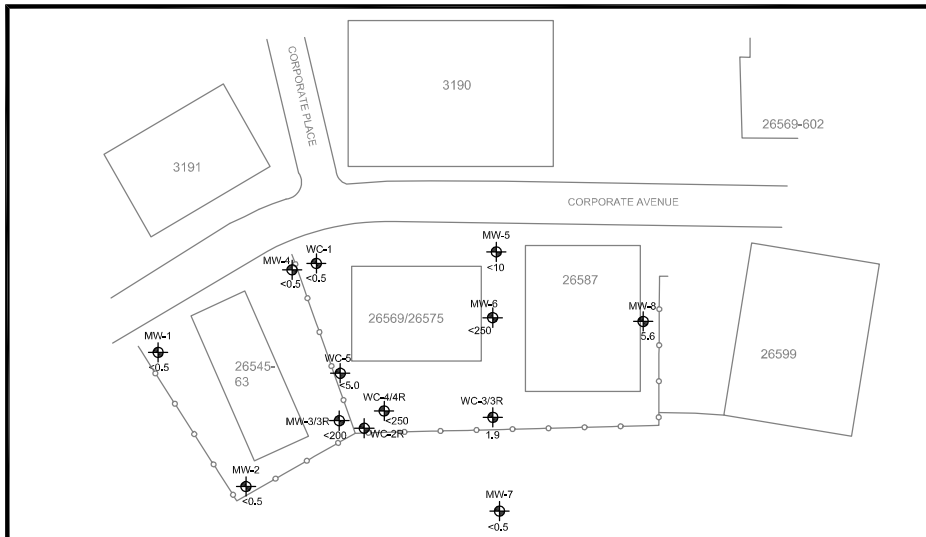 3190
CORPORATE PLACE
26569-602
3191
CORPORATE AVENUE
MW-5
<10
WC-1
<0.5
MW-4
<0.5
26587
MW-6
<250
MW-8
5.6
26569/26575
MW-1
<0.5
26599
26545-
63
WC-5
<5.0
WC-4/4R
<250
WC-3/3R
1.9
MW-3/3R
<200
WC-2R
MW-2
<0.5
MW-7
<0.5